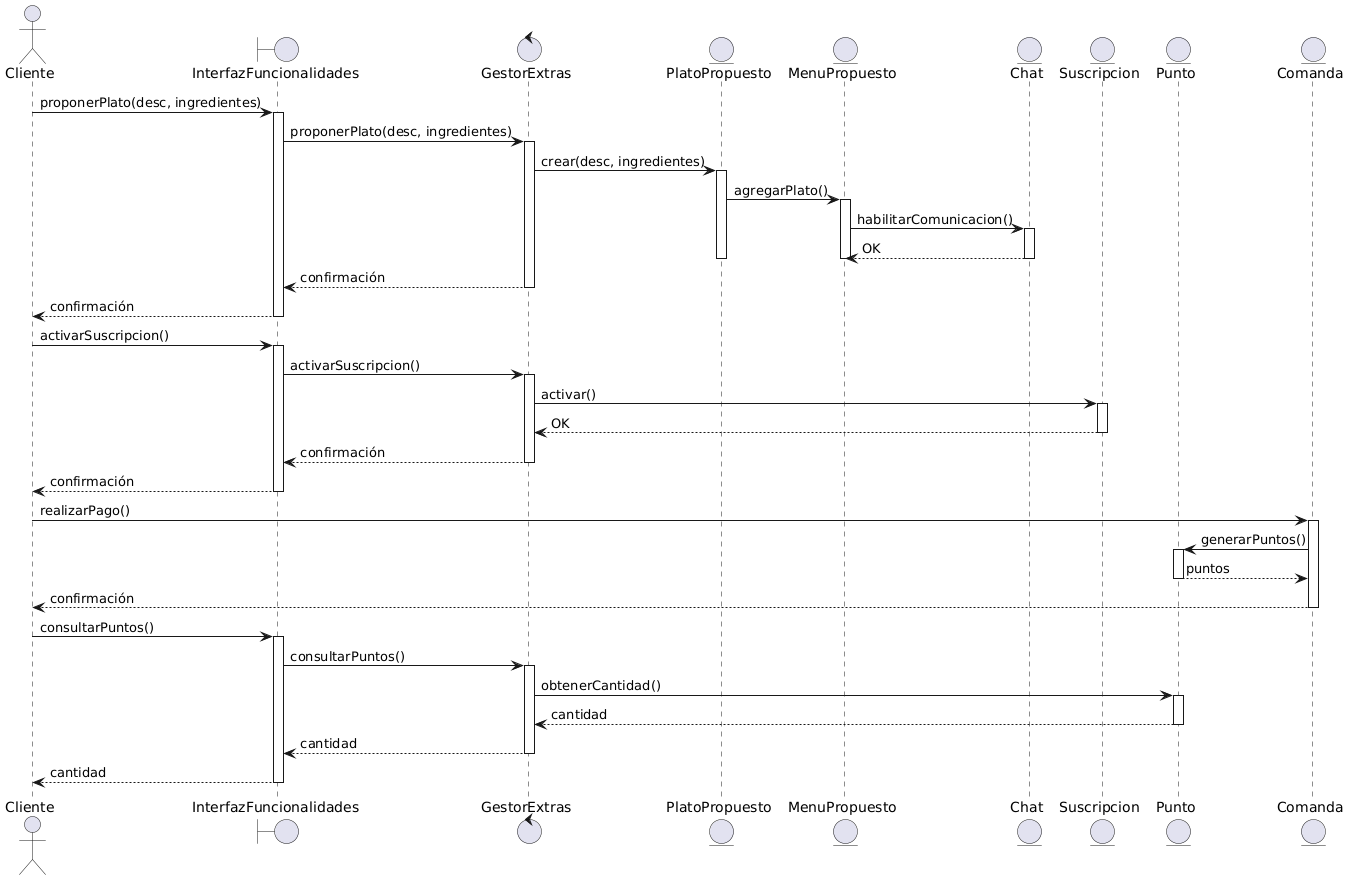 Cliente
InterfazFuncionalidades
GestorExtras
PlatoPropuesto
MenuPropuesto
Chat
Suscripcion
Punto
Comanda
proponerPlato(desc, ingredientes)
proponerPlato(desc, ingredientes)
crear(desc, ingredientes)
agregarPlato()
habilitarComunicacion()
OK
confirmación
confirmación
activarSuscripcion()
activarSuscripcion()
activar()
OK
confirmación
confirmación
realizarPago()
generarPuntos()
puntos
confirmación
consultarPuntos()
consultarPuntos()
obtenerCantidad()
cantidad
cantidad
cantidad
Cliente
InterfazFuncionalidades
GestorExtras
PlatoPropuesto
MenuPropuesto
Chat
Suscripcion
Punto
Comanda